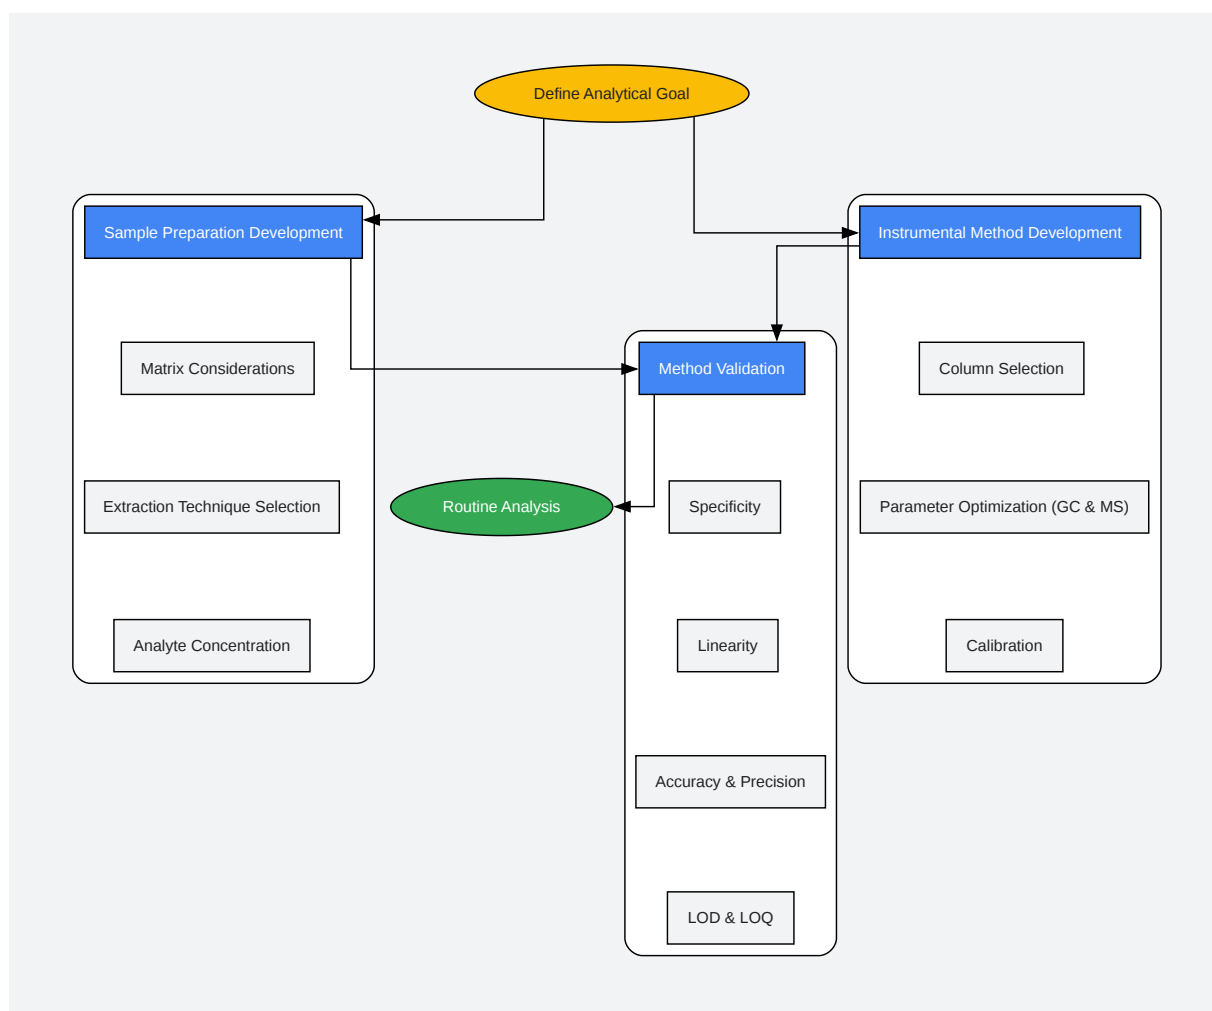 Define Analytical Goal
Sample Preparation Development
Instrumental Method Development
Matrix Considerations
Method Validation
Column Selection
Extraction Technique Selection
Routine Analysis
Specificity
Parameter Optimization (GC & MS)
Analyte Concentration
Linearity
Calibration
Accuracy & Precision
LOD & LOQ